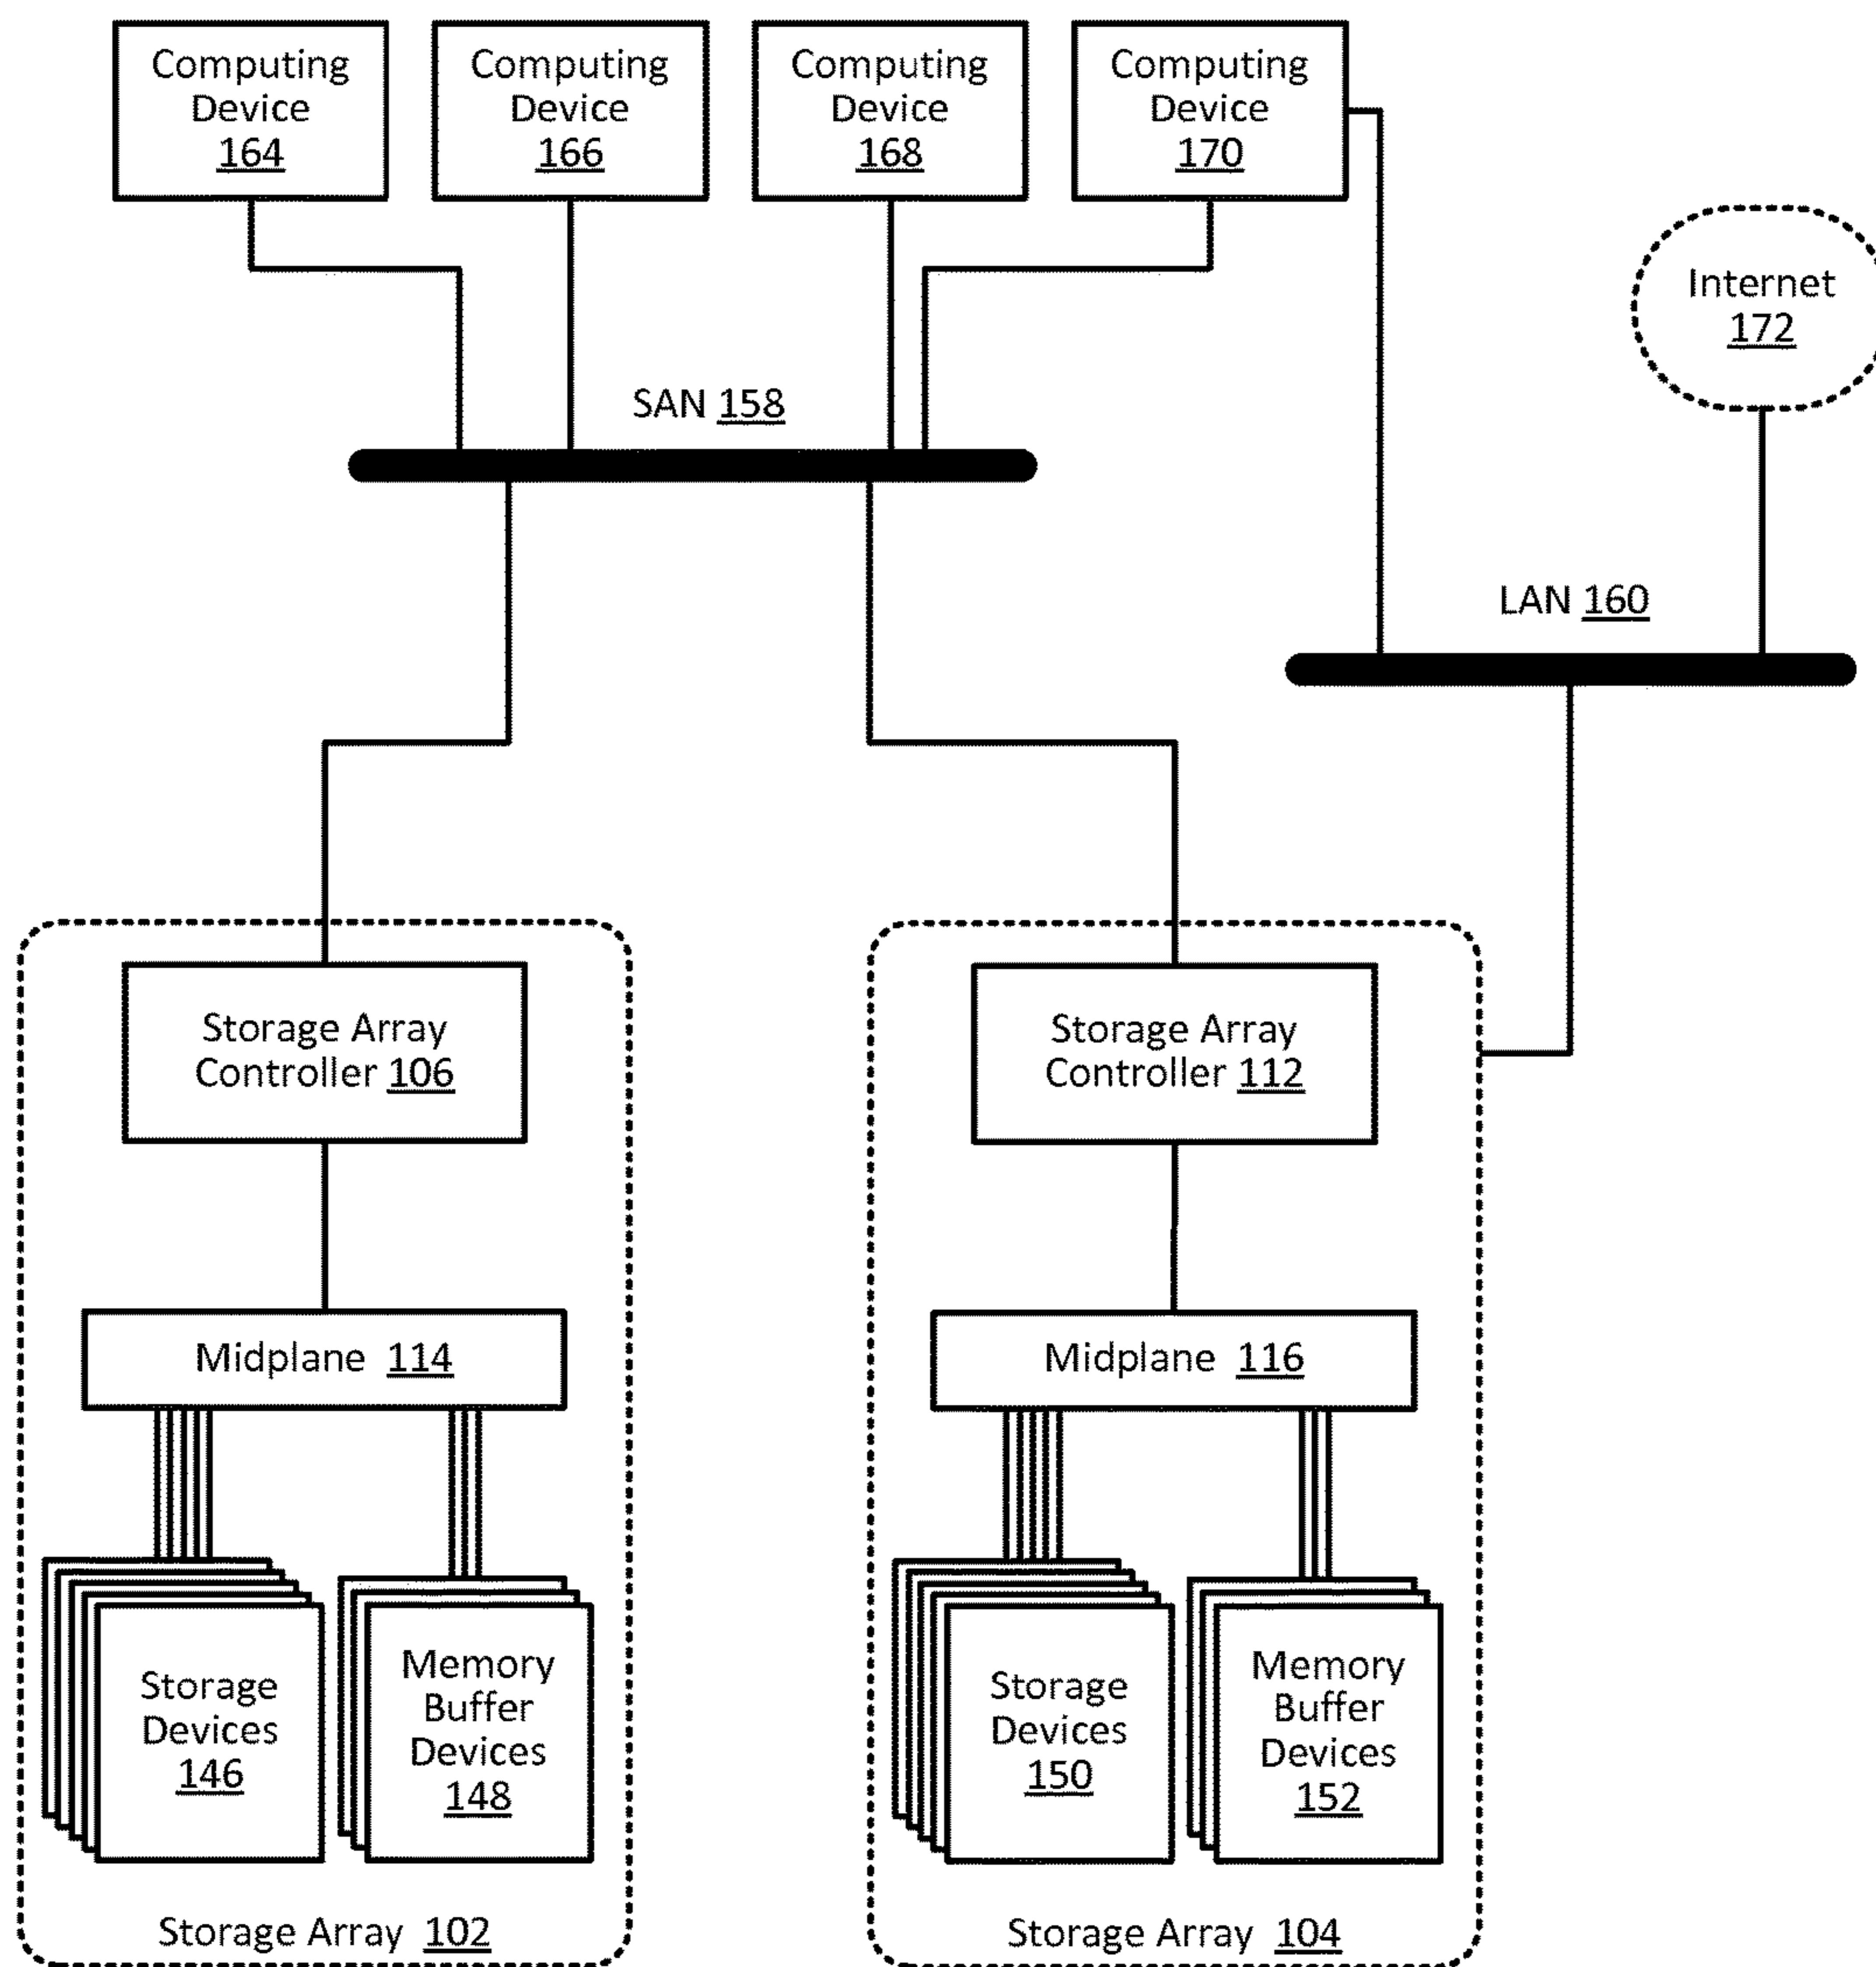 Computing
Device
164
Computing
Device
166
Computing
Device
168
Computing
Device
170
Internet
172
SAN 158
LAN 160
Storage Array
Controller 106
Storage Array
Controller 112
Midplane 114
Midplane 116
Storage
Devices
146
Memory
Buffer
Devices
148
Storage
Devices
150
Memory
Buffer
Devices
152
Storage Array 102
Storage Array 104